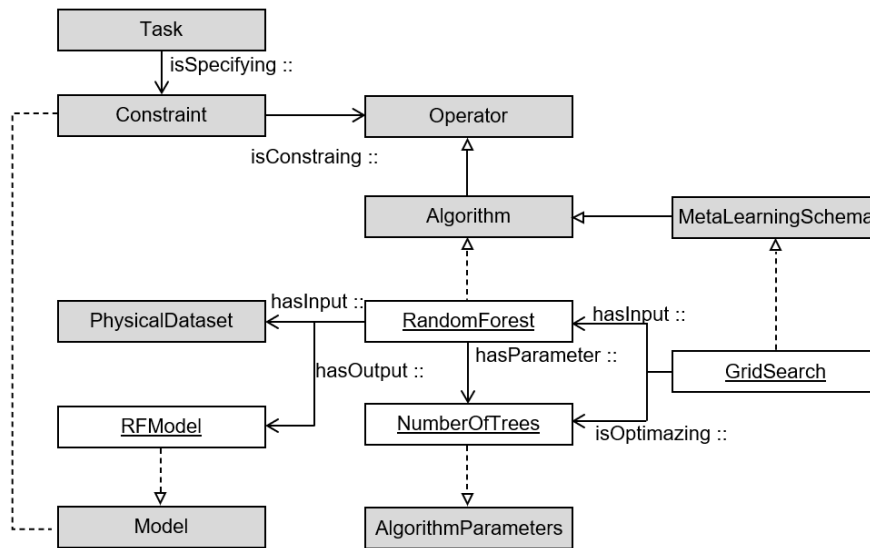 Task
isSpecifying ::
Constraint
Operator
isConstraing ::
Algorithm
MetaLearningSchema
hasInput ::
hasInput ::
PhysicalDataset
RandomForest
hasParameter ::
hasOutput ::
GridSearch
RFModel
NumberOfTrees
isOptimazing ::
Model
AlgorithmParameters